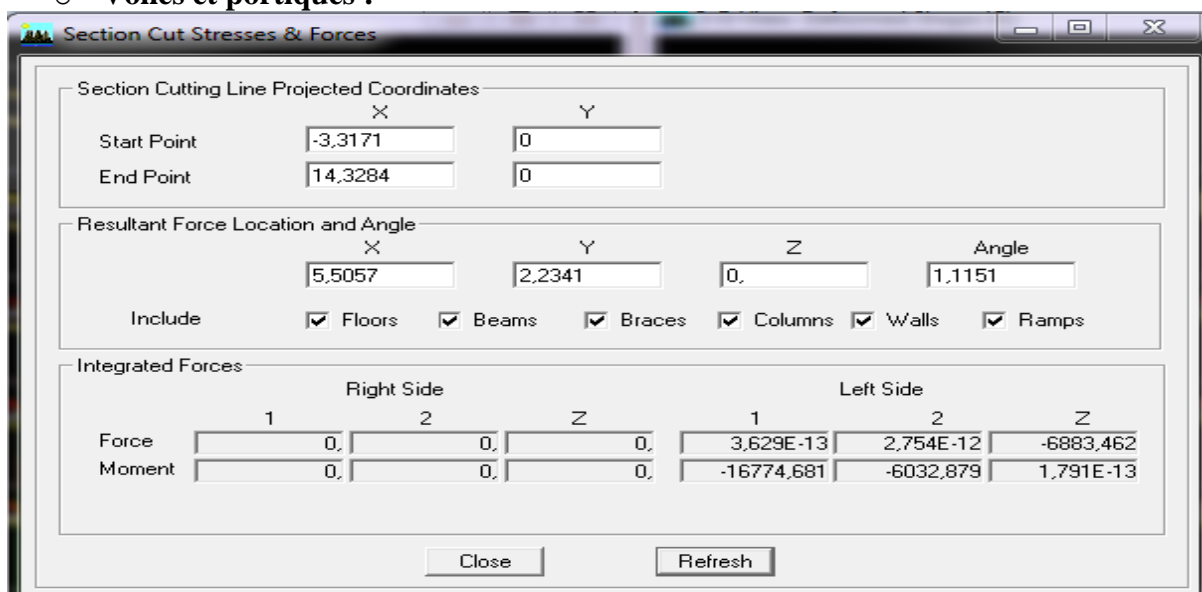 Voiles et portiques :
Section Cut Stresses & Forces
Section Cutting Line Projected Coordinates
X Y
Start Point -3,3171 0
End Point 14,3284 0
Resultant Force Location and Angle
X Y Z Angle
5,5057 2,2341 0, 1,1151
Include Floors Beams Braces Columns Walls Ramps
Integrated Forces
Right Side Left Side
1 2 Z 1 2 Z
Force 0, 0, 0, 3,629E-13 2,754E-12 -6883,462
Moment 0, 0, 0, -16774,681 -6032,879 1,791E-13
Close Refresh